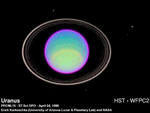 Uranus
HST • WFPC2
PRC98-35 • ST ScI OPO • April 24, 1998
Erich Karkoschka (University of Arizona Lunar & Planetary Lab) and NASA